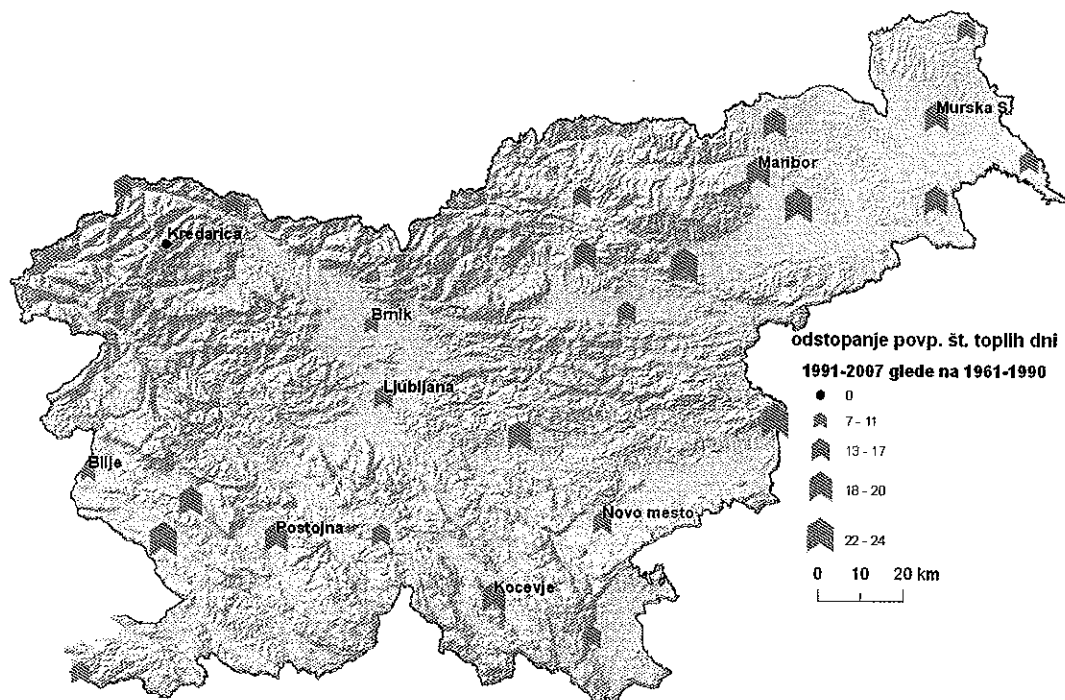 Murska S.
Maribor
Kredarica
Brnik
Ljubljana
Bilje
Postojna
Novo mesto
Kocevje
odstopanje povp. št. toplih dni
1991-2007 glede na 1961-1990
0
7 - 11
13 - 17
18 - 20
22 - 24
0 10 20 km